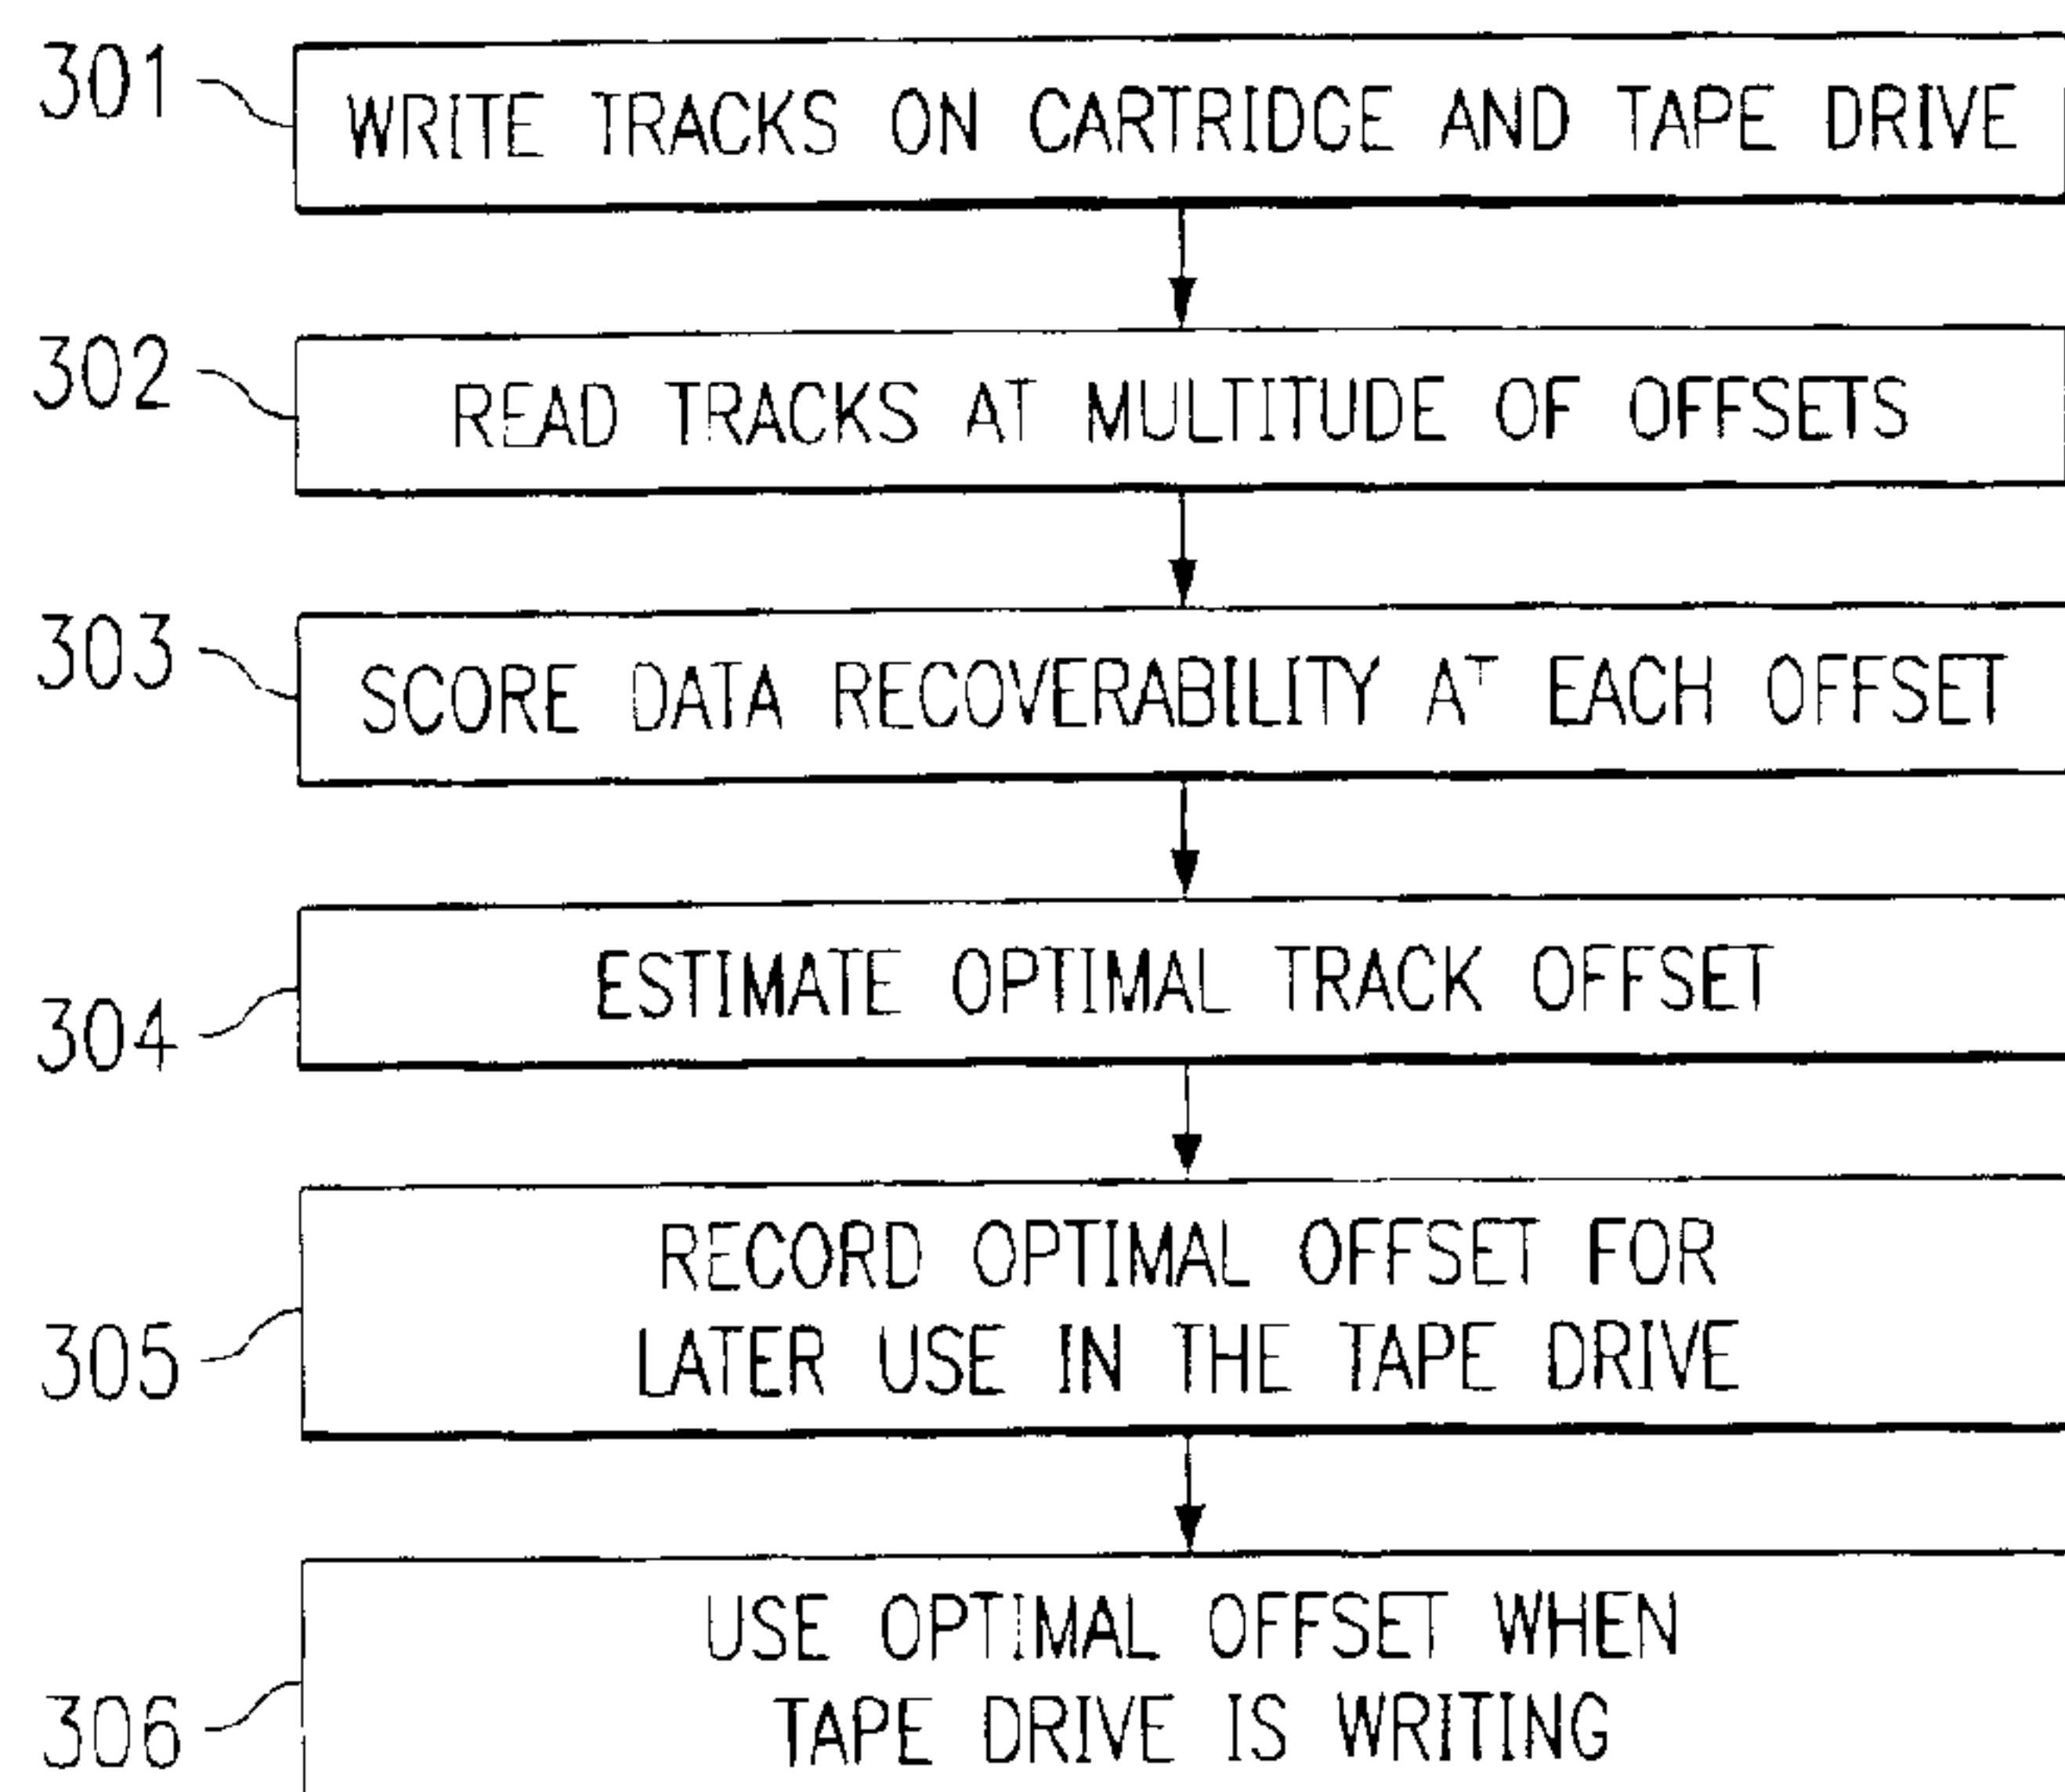 301 WRITE TRACKS ON CARTRIDGE AND TAPE DRIVE
302 READ TRACKS AT MULTITUDE OF OFFSETS
303 SCORE DATA RECOVERABILITY AT EACH OFFSET
304 ESTIMATE OPTIMAL TRACK OFFSET
RECORD OPTIMAL OFFSET FOR
305 LATER USE IN THE TAPE DRIVE
USE OPTIMAL OFFSET WHEN
306 TAPE DRIVE IS WRITING